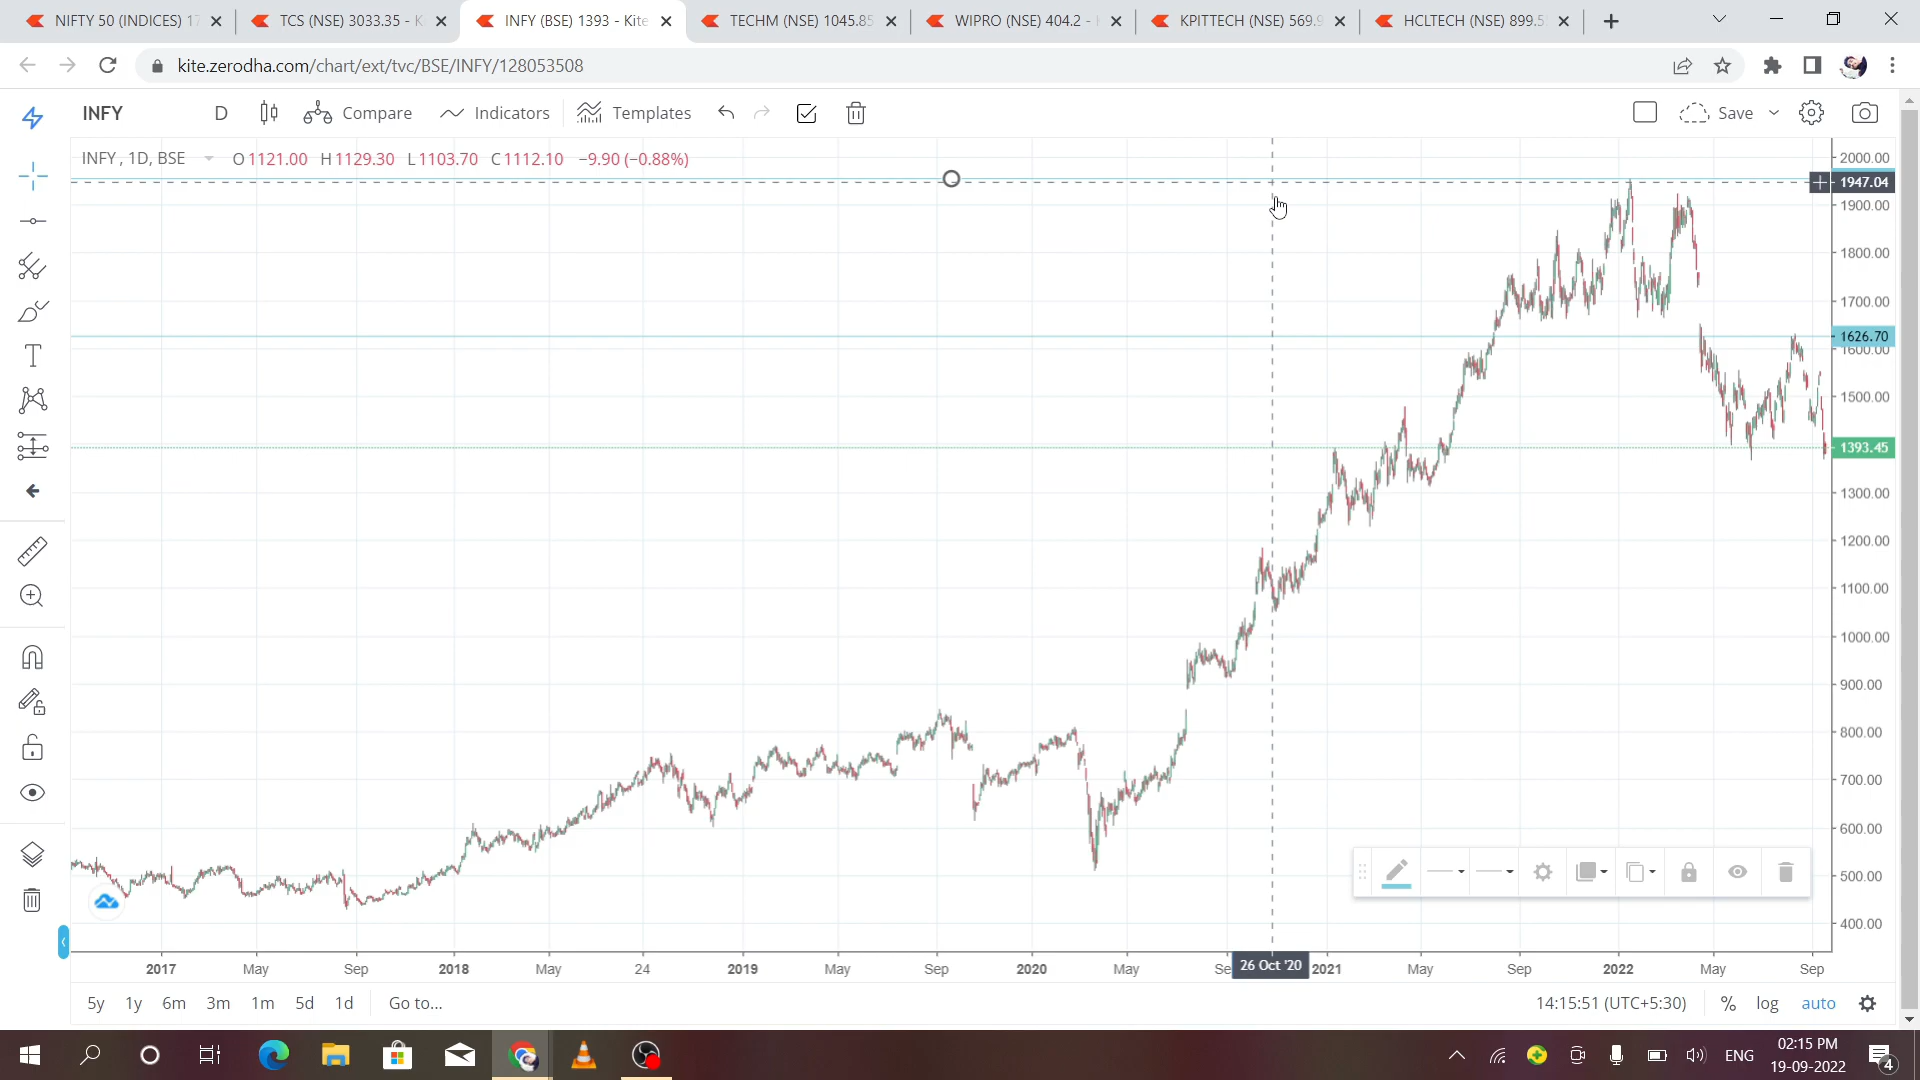 NIFTY 50 (INDICES) 17
TCS (NSE) 3033.35 - K
INFY (BSE) 1393 - Kite
TECHM (NSE) 1045.85
WIPRO (NSE) 404.2 -
KPITTECH (NSE) 569.9
HCLTECH (NSE) 899.5
kite.zerodha.com/chart/ext/tvc/BSE/INFY/128053508
INFY D Compare Indicators Templates Save
INFY , 1D, BSE O1121.00 H1129.30 L1103.70 C1112.10 −9.90 (−0.88%)
2000.00
1947.04
1900.00
1800.00
1700.00
1626.70
1600.00
1500.00
1393.45
1300.00
1200.00
1100.00
1000.00
900.00
800.00
700.00
600.00
500.00
400.00
2017 May Sep 2018 May 24 2019 May Sep 2020 May Se 26 Oct '20 2021 May Sep 2022 May Sep
5y 1y 6m 3m 1m 5d 1d Go to... 14:15:51 (UTC+5:30) % log auto
ENG
02:15 PM
19-09-2022
4